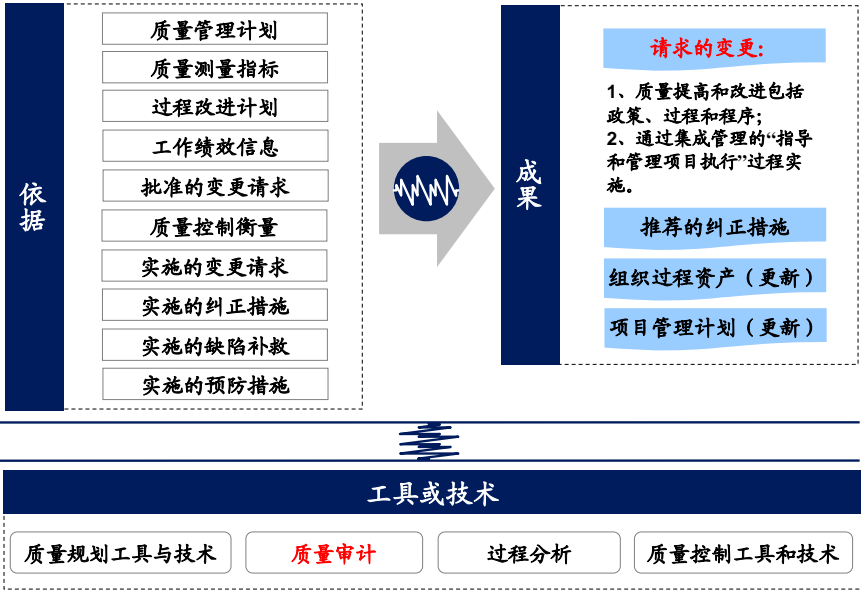 依据
质量管理计划
质量测量指标
过程改进计划
工作绩效信息
批准的变更请求
质量控制衡量
实施的变更请求
实施的纠正措施
实施的缺陷补救
实施的预防措施
成果
请求的变更：
1、质量提高和改进包括
政策、过程和程序；
2、通过集成管理的“指导
和管理项目执行”过程实
施。
推荐的纠正措施
组织过程资产（更新）
项目管理计划（更新）
工具或技术
质量规划工具与技术
质量审计
过程分析
质量控制工具和技术